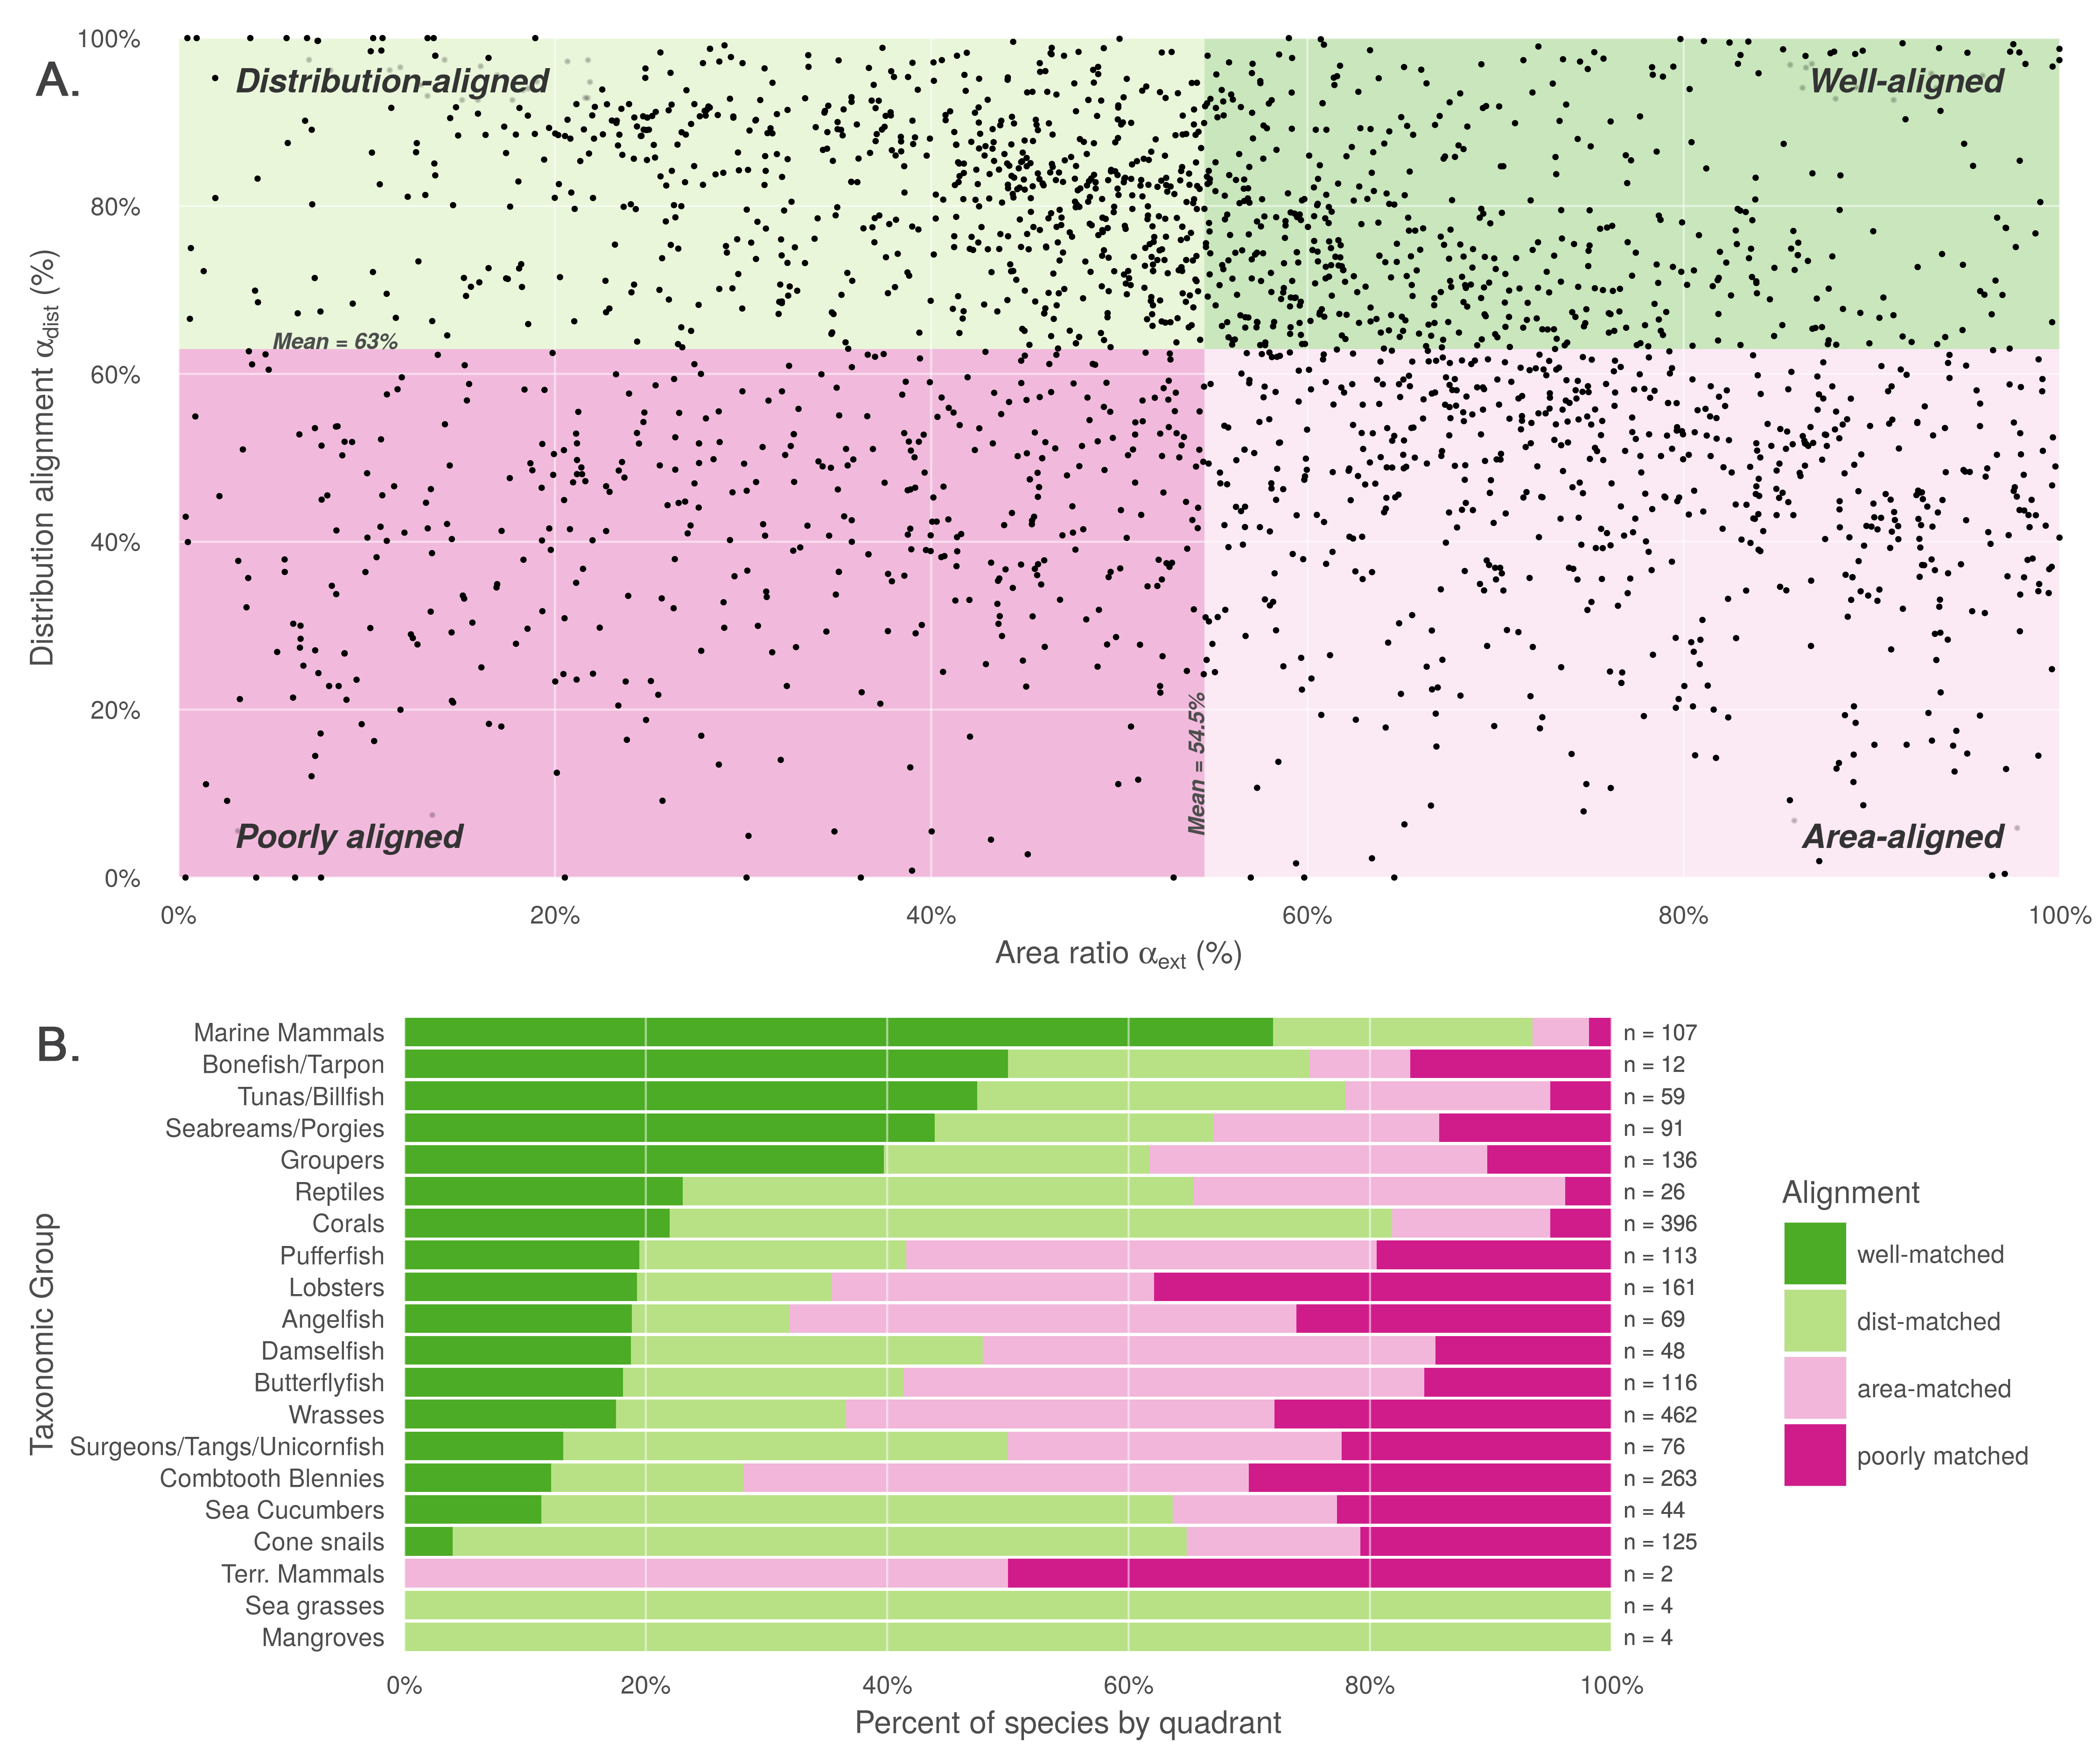 A.
100%
80%
60%
40%
20%
0%
Distribution alignment αdist (%)
Distribution-aligned
Well-aligned
Mean = 63%
Mean = 54.5%
Poorly aligned
Area-aligned
0% 20% 40% 60% 80% 100%
Area ratio αext (%)
B.
Taxonomic Group
Marine Mammals n = 107
Bonefish/Tarpon n = 12
Tunas/Billfish n = 59
Seabreams/Porgies n = 91
Groupers n = 136
Reptiles n = 26
Corals n = 396
Pufferfish n = 113
Lobsters n = 161
Angelfish n = 69
Damselfish n = 48
Butterflyfish n = 116
Wrasses n = 462
Surgeons/Tangs/Unicornfish n = 76
Combtooth Blennies n = 263
Sea Cucumbers n = 44
Cone snails n = 125
Terr. Mammals n = 2
Sea grasses n = 4
Mangroves n = 4
0% 20% 40% 60% 80% 100%
Percent of species by quadrant
Alignment
well-matched
dist-matched
area-matched
poorly matched